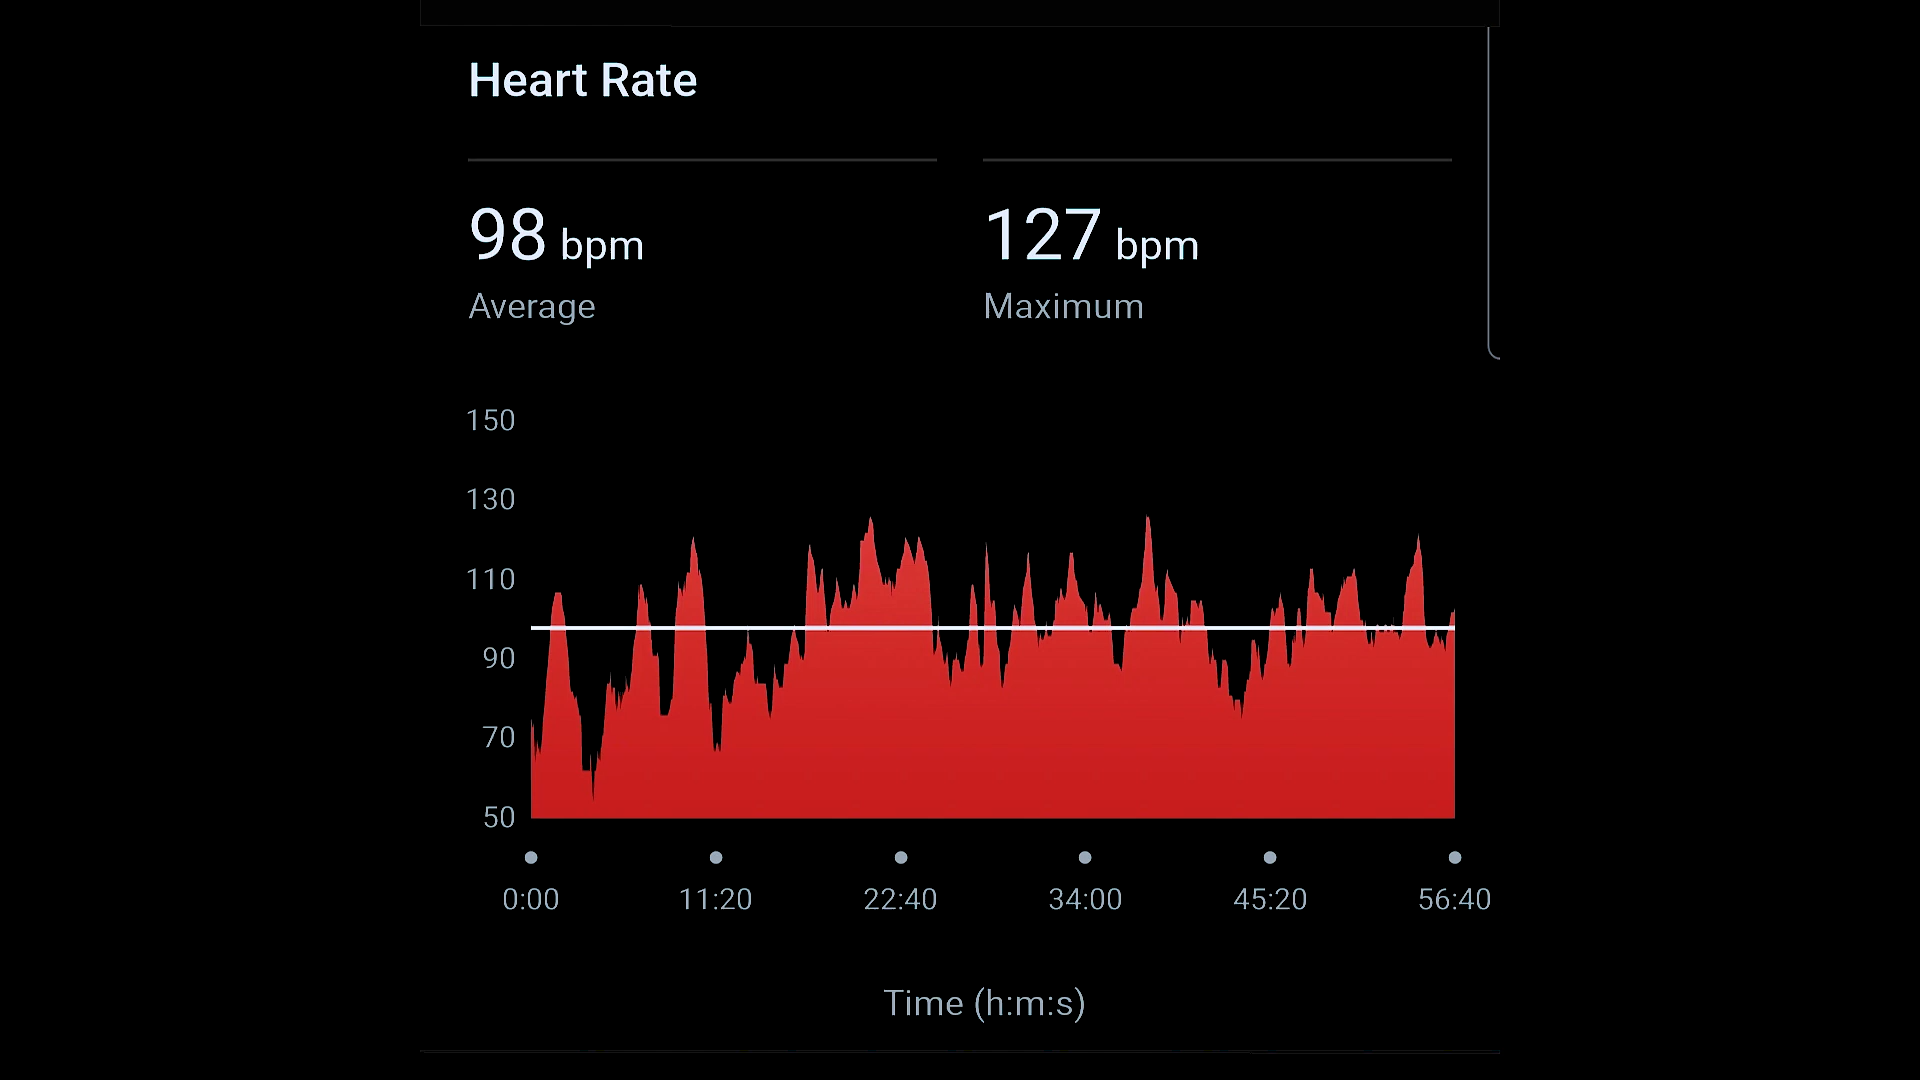 Heart Rate
98 bpm
Average
127 bpm
Maximum
150
130
110
90
70
50
0:00 11:20 22:40 34:00 45:20 56:40
Time (h:m:s)